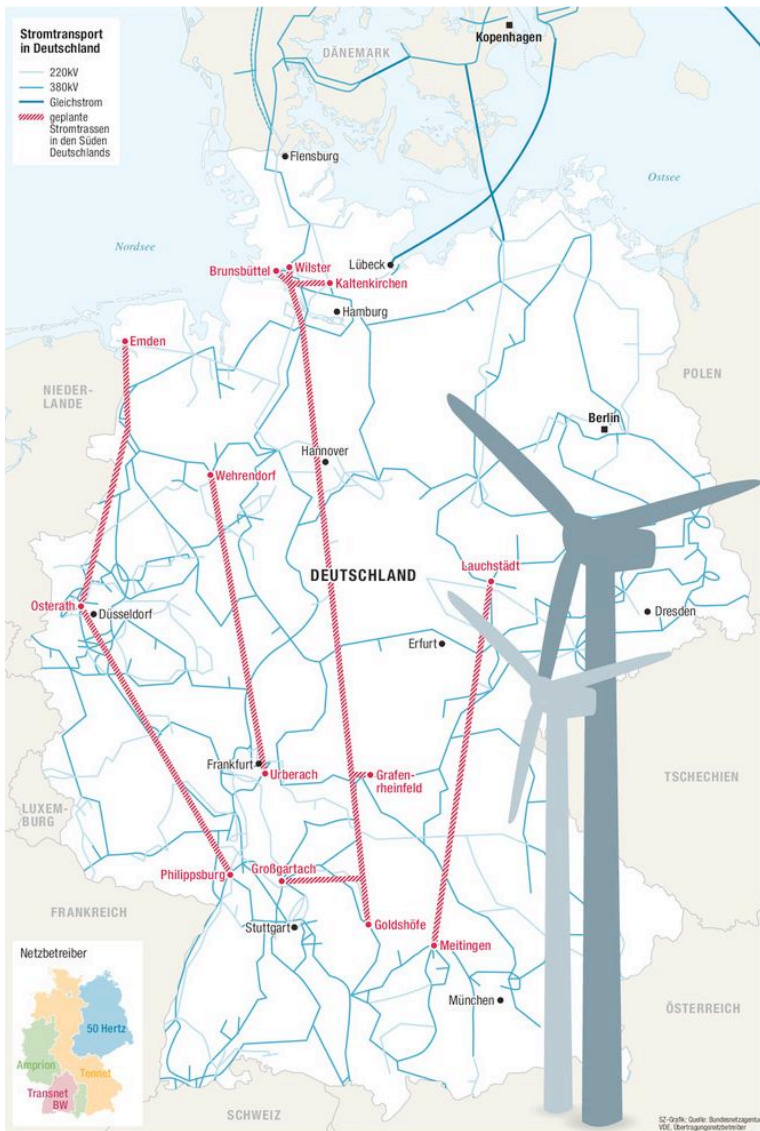 Stromtransport
in Deutschland
220kV
380kV
Gleichstrom
geplante
Stromtrassen
in den Süden
Deutschlands
Kopenhagen
DÄNEMARK
Flensburg
Ostsee
Nordsee
Lübeck
Wilster
Brunsbüttel
Kaltenkirchen
Hamburg
Emden
NIEDER-
LANDE
POLEN
Berlin
Hannover
Wehrendorf
Lauchstädt
DEUTSCHLAND
Osterath
Düsseldorf
Dresden
Erfurt
Frankfurt
Urberach
Grafen-
rheinfeld
TSCHECHIEN
LUXEM-
BURG
Philippsburg
Großgartach
FRANKREICH
Stuttgart
Goldshöfe
Meitingen
Netzbetreiber
München
ÖSTERREICH
50 Hertz
Amprion
Tennet
Transnet
BW
SCHWEIZ
SZ-Grafik; Quelle: Bundesnetzagentur,
VDE, Übertragungsnetzbetreiber